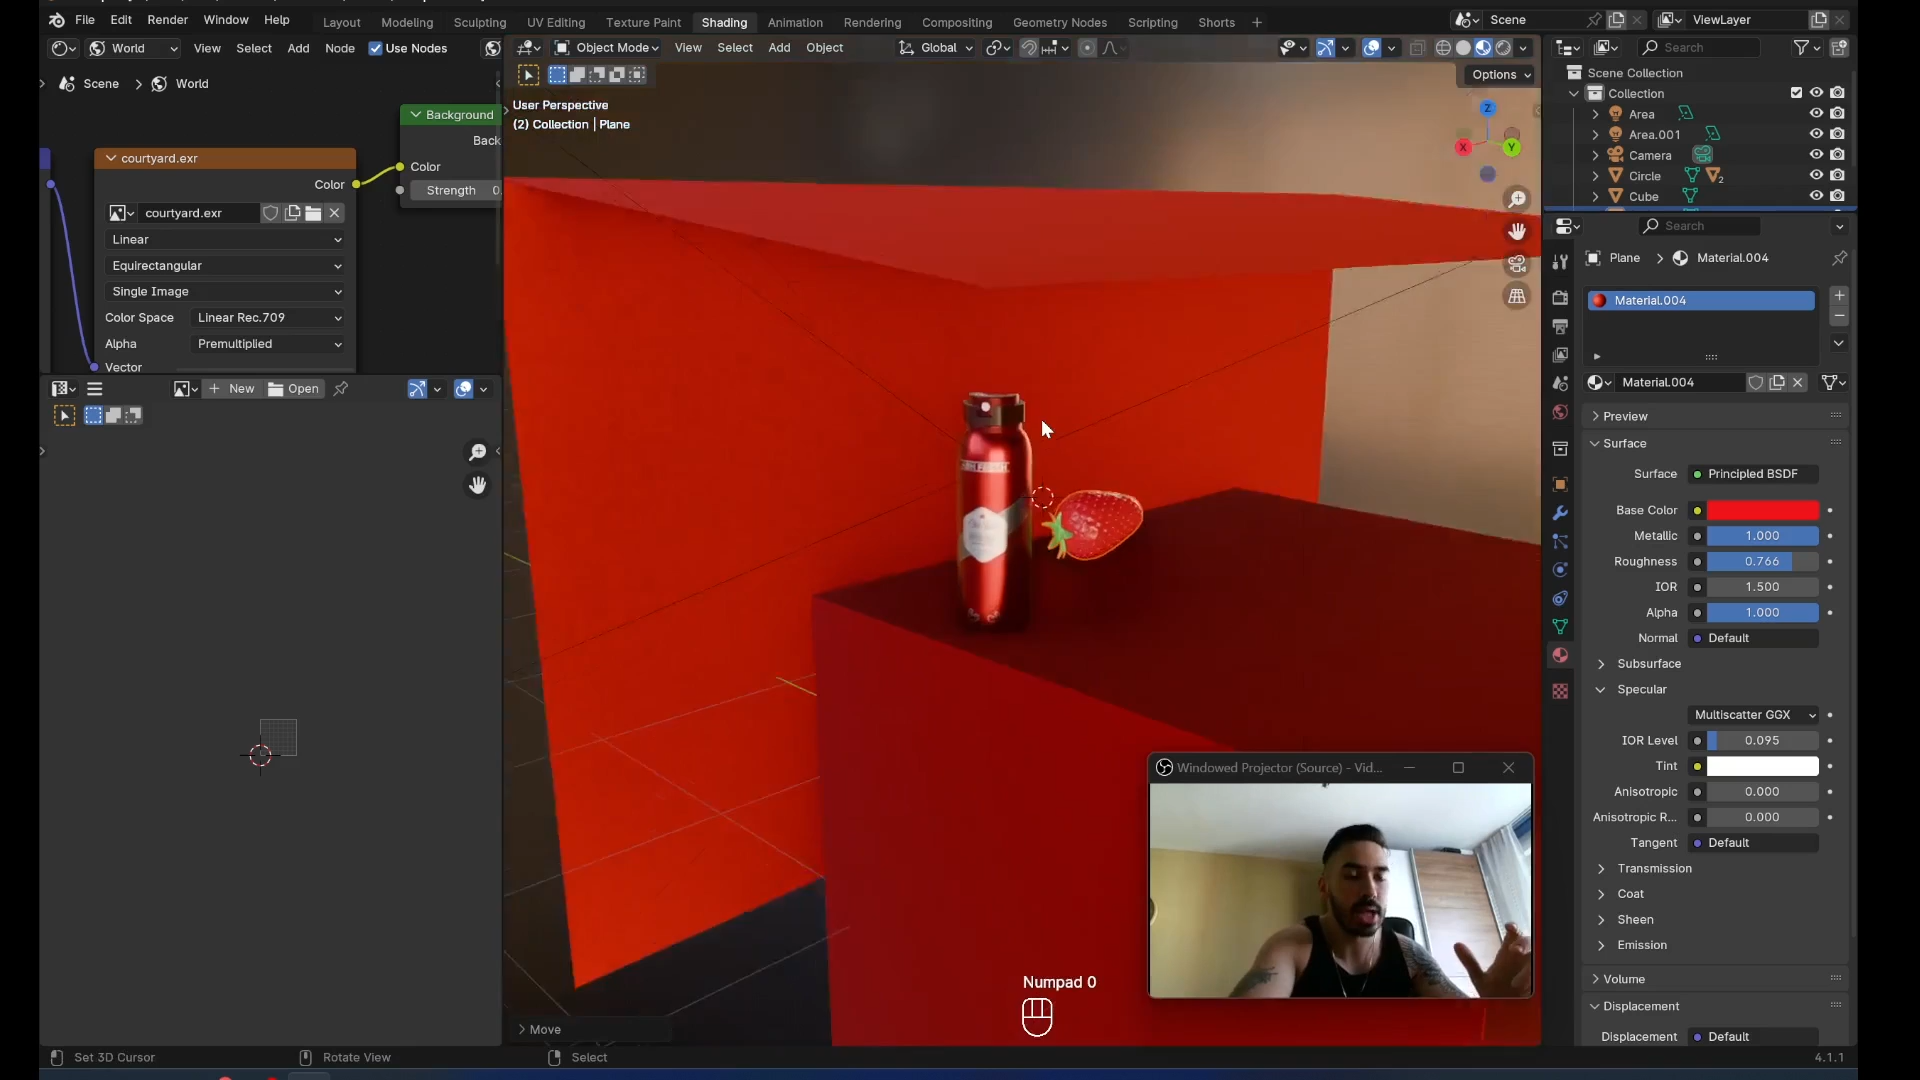 File Edit Render Window Help Layout Modeling Sculpting UV Editing Texture Paint Shading Animation Rendering Compositing Geometry Nodes Scripting Shorts + Scene ViewLayer
World View Select Add Node Use Nodes Object Mode View Select Add Object Global Search
Options
Scene > World
User Perspective
(2) Collection | Plane
Background
Back
Color
Strength 0.
courtyard.exr
Color
courtyard.exr
Linear
Equirectangular
Single Image
Color Space Linear Rec.709
Alpha Premultiplied
Vector
New Open
Z
X
Y
Scene Collection
Collection
Area
Area.001
Camera
Circle 2
Cube
Search
Plane > Material.004
Material.004
Material.004
Preview
Surface
Surface Principled BSDF
Base Color
Metallic 1.000
Roughness 0.766
IOR 1.500
Alpha 1.000
Normal Default
Subsurface
Specular
Multiscatter GGX
IOR Level 0.095
Tint
Anisotropic 0.000
Anisotropic R... 0.000
Tangent Default
Transmission
Coat
Sheen
Emission
Volume
Displacement
Displacement Default
Windowed Projector (Source) - Vid...
Numpad 0
Move
Set 3D Cursor Rotate View Select 4.1.1